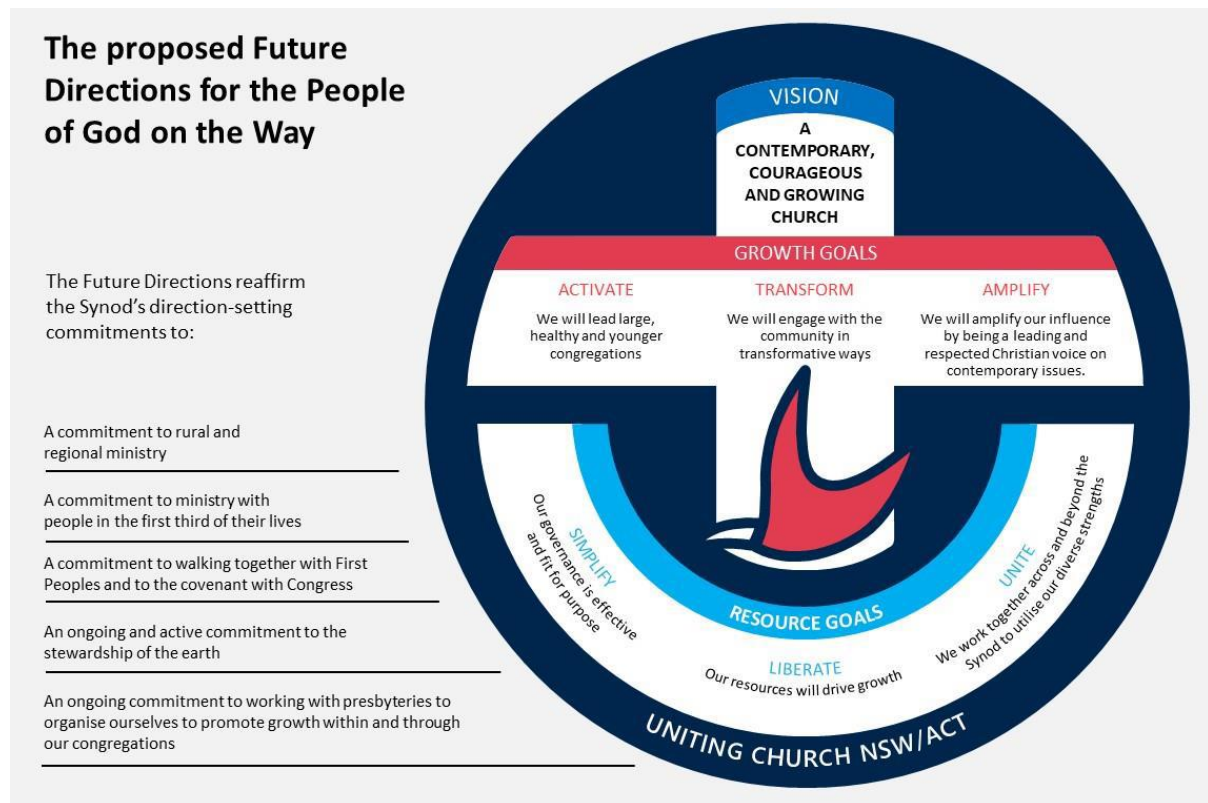 The proposed Future
Directions for the People
of God on the Way
The Future Directions reaffirm
the Synod's direction-setting
commitments to:
A commitment to rural and
regional ministry
A commitment to ministry with
people in the first third of their lives
A commitment to walking together with First
Peoples and to the covenant with Congress
An ongoing and active commitment to the
stewardship of the earth
An ongoing commitment to working with presbyteries to
organise ourselves to promote growth within and through
our congregations
VISION
A
CONTEMPORARY,
COURAGEOUS
AND GROWING
CHURCH
GROWTH GOALS
ACTIVATE
We will lead large,
healthy and younger
congregations
TRANSFORM
We will engage with the
community in
transformative ways
AMPLIFY
We will amplify our influence
by being a leading and
respected Christian voice on
contemporary issues.
RESOURCE GOALS
SIMPLIFY
Our governance is effective
and fit for purpose
LIBERATE
Our resources will drive growth
UNITE
We work together across and beyond the
Synod to utilise our diverse strengths
UNITING CHURCH NSW/ACT